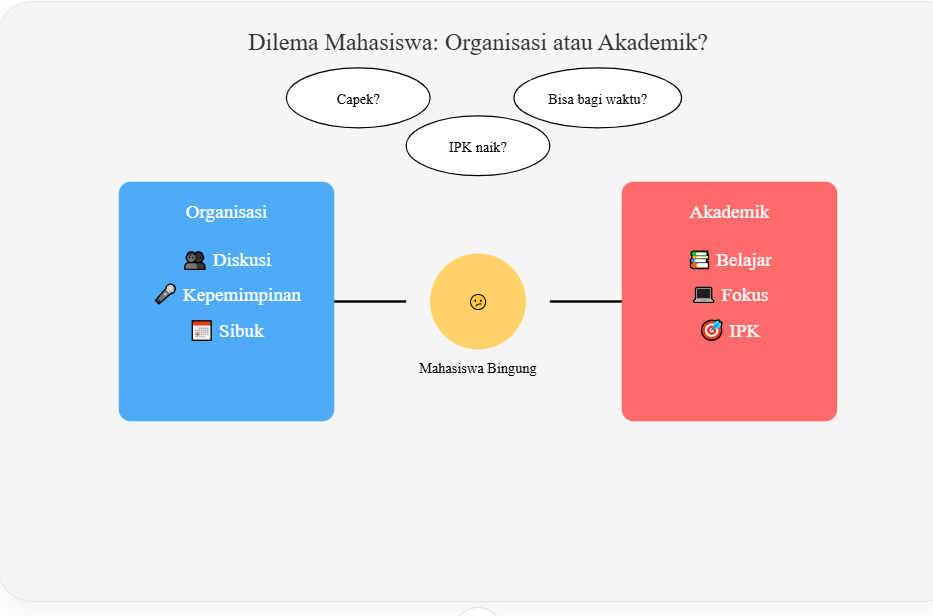 Dilema Mahasiswa: Organisasi atau Akademik?
Capek?
Bisa bagi waktu?
IPK naik?
Organisasi
Diskusi
Kepemimpinan
Sibuk
Mahasiswa Bingung
Akademik
Belajar
Fokus
IPK